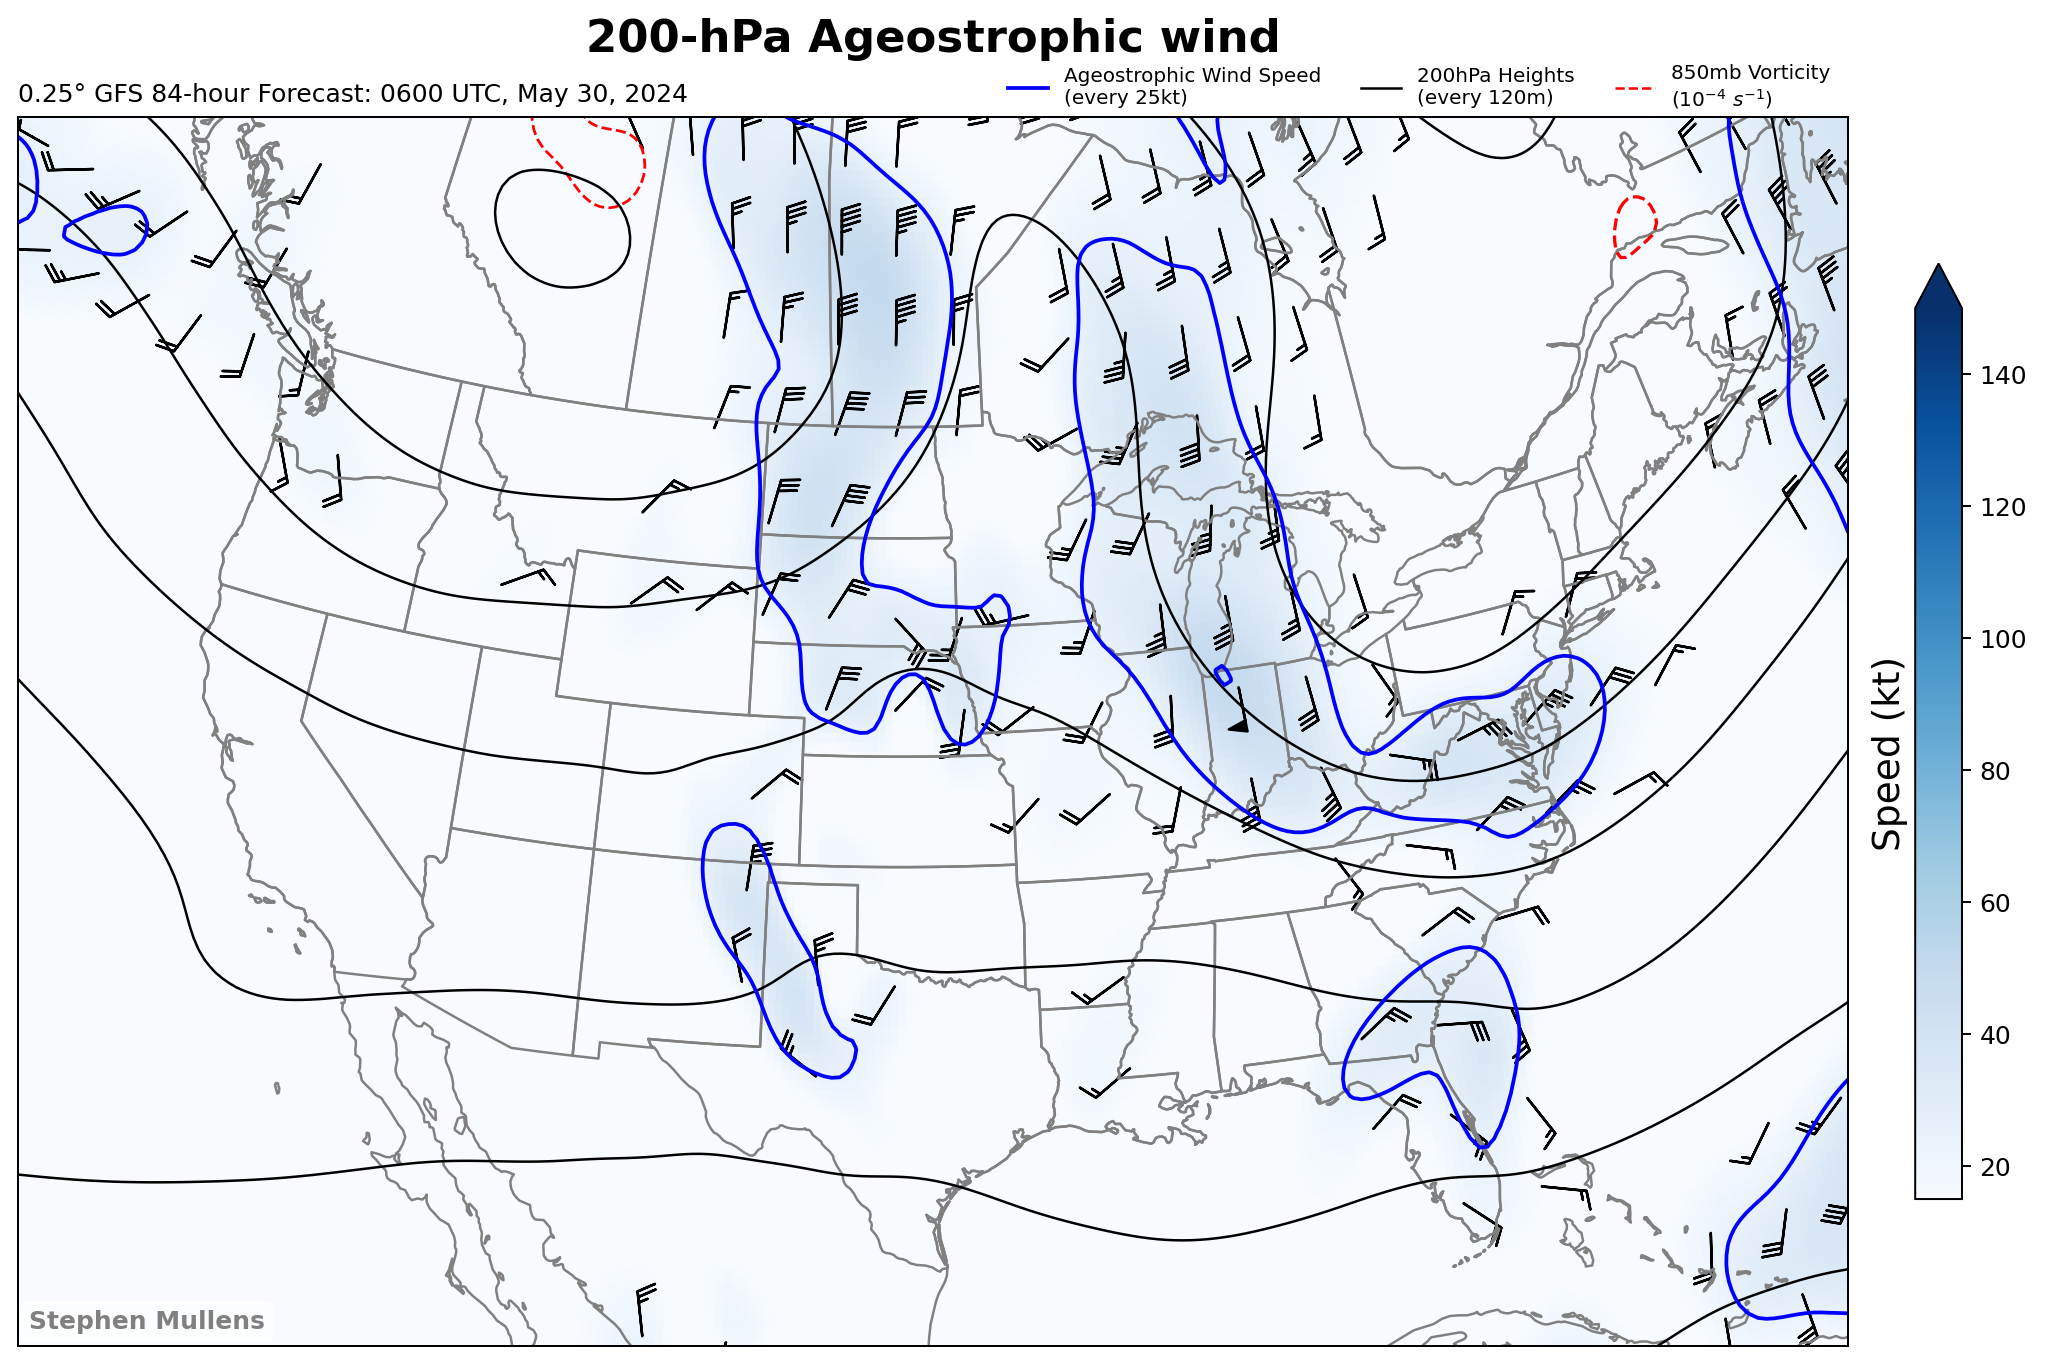 200-hPa Ageostrophic wind
0.25° GFS 84-hour Forecast: 0600 UTC, May 30, 2024
Ageostrophic Wind Speed
(every 25kt)
200hPa Heights
(every 120m)
850mb Vorticity
(10⁻⁴ s⁻¹)
140
120
100
80
60
40
20
Speed (kt)
Stephen Mullens